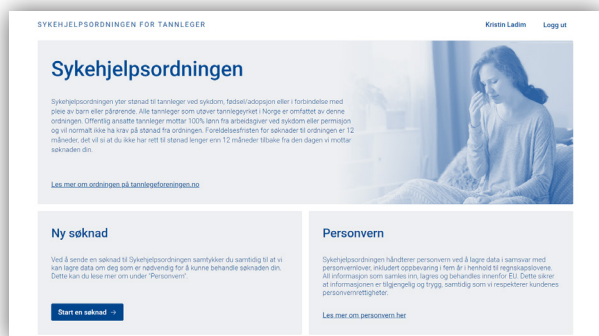 SYKEHJELPSORDNINGEN FOR TANNLEGER
Kristin Ladim Logg ut
Sykehjelpsordningen
Sykehjelpsordningen yter stønad til tannleger ved sykdom, fødsel/adopsjon eller i forbindelse med
pleie av barn eller pårørende. Alle tannleger som utøver tannlegeyrket i Norge er omfattet av denne
ordningen. Offentlig ansatte tannleger mottar 100% lønn fra arbeidsgiver ved sykdom eller permisjon
og vil normalt ikke ha krav på stønad fra ordningen. Foreldelsesfristen for søknader til ordningen er 12
måneder, det vil si at du ikke har rett til stønad lenger enn 12 måneder tilbake fra den dagen vi mottar
søknaden din.
Les mer om ordningen på tannlegeforeningen.no
Ny søknad
Ved å sende en søknad til Sykehjelpsordningen samtykker du samtidig til at vi
kan lagre data om deg som er nødvendig for å kunne behandle søknaden din.
Dette kan du lese mer om under "Personvern".
Start en søknad →
Personvern
Sykehjelpsordningen håndterer personvern ved å lagre data i samsvar med
personvernlover, inkludert oppbevaring i fem år i henhold til regnskapslovene.
All informasjon som samles inn, lagres og behandles innenfor EU. Dette sikrer
at informasjonen er tilgjengelig og trygg, samtidig som vi respekterer kundenes
personvernrettigheter.
Les mer om personvern her